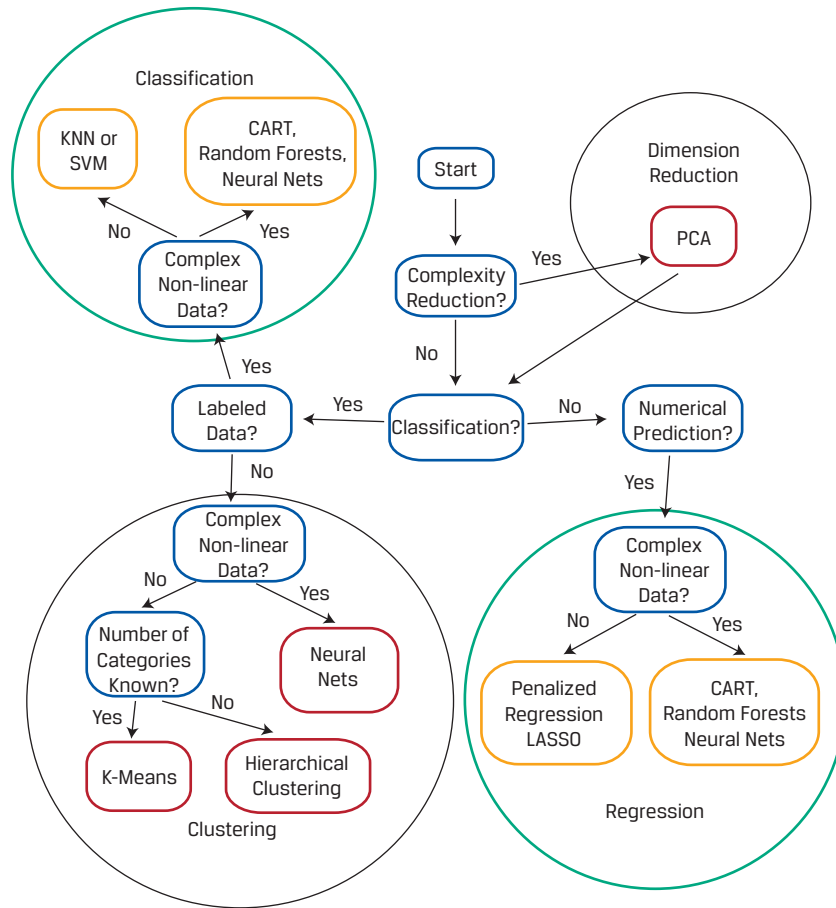 Classification
KNN or
SVM
CART,
Random Forests,
Neural Nets
No
Yes
Complex
Non-linear
Data?
Start
Dimension
Reduction
PCA
Yes
Complexity
Reduction?
No
Yes
Labeled
Data?
Yes
Classification?
No
Numerical
Prediction?
No
Yes
Complex
Non-linear
Data?
No
Yes
Number of
Categories
Known?
Neural
Nets
Yes
No
K-Means
Hierarchical
Clustering
Clustering
Complex
Non-linear
Data?
No
Yes
Penalized
Regression
LASSO
CART,
Random Forests
Neural Nets
Regression